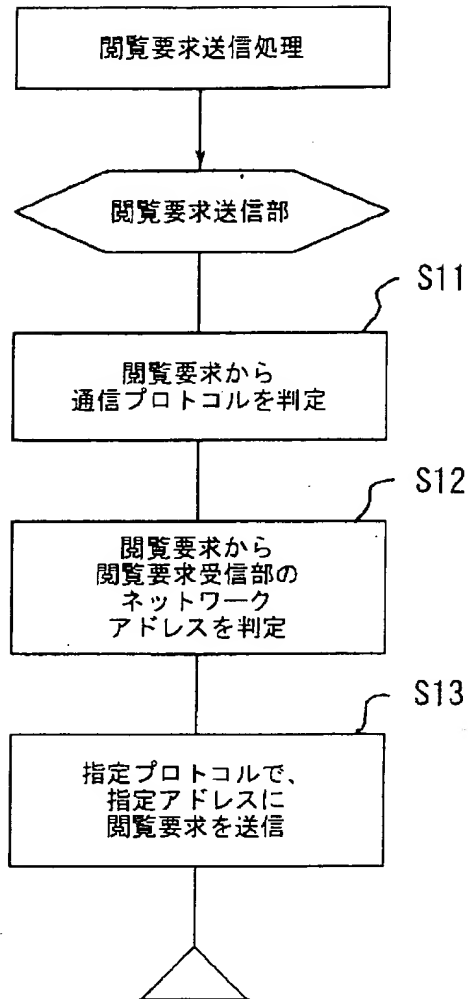 閲覧要求送信処理
閲覧要求送信部
S11
閲覧要求から
通信プロトコルを判定
S12
閲覧要求から
閲覧要求受信部の
ネットワーク
アドレスを判定
S13
指定プロトコルで、
指定アドレスに
閲覧要求を送信